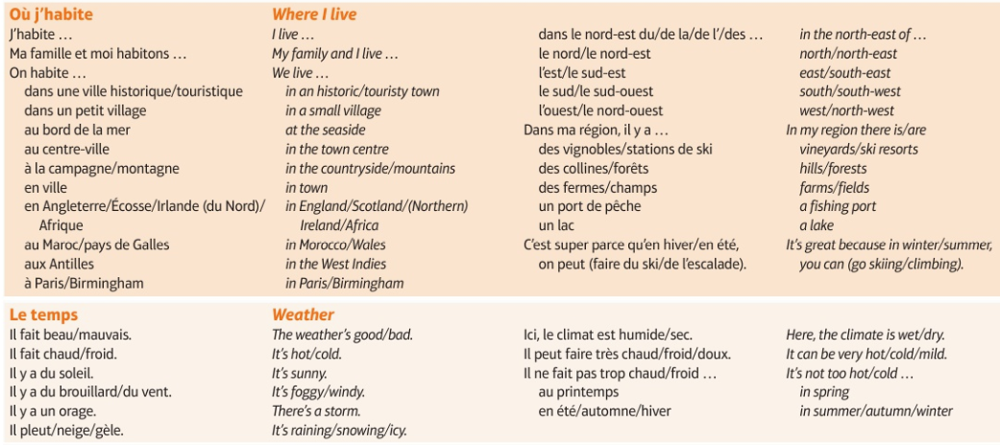 Où j'habite
Where I live
J'habite …
I live …
Ma famille et moi habitons …
My family and I live …
On habite …
We live …
dans une ville historique/touristique
in an historic/touristy town
dans un petit village
in a small village
au bord de la mer
at the seaside
au centre-ville
in the town centre
à la campagne/montagne
in the countryside/mountains
en ville
in town
en Angleterre/Écosse/Irlande (du Nord)/
Afrique
in England/Scotland/(Northern)
Ireland/Africa
au Maroc/pays de Galles
in Morocco/Wales
aux Antilles
in the West Indies
à Paris/Birmingham
in Paris/Birmingham
dans le nord-est du/de la/de l'/des …
in the north-east of …
le nord/le nord-est
north/north-east
l'est/le sud-est
east/south-east
le sud/le sud-ouest
south/south-west
l'ouest/le nord-ouest
west/north-west
Dans ma région, il y a …
In my region there is/are
des vignobles/stations de ski
vineyards/ski resorts
des collines/forêts
hills/forests
des fermes/champs
farms/fields
un port de pêche
a fishing port
un lac
a lake
C'est super parce qu'en hiver/en été,
on peut (faire du ski/de l'escalade).
It's great because in winter/summer,
you can (go skiing/climbing).
Le temps
Weather
Il fait beau/mauvais.
The weather's good/bad.
Il fait chaud/froid.
It's hot/cold.
Il y a du soleil.
It's sunny.
Il y a du brouillard/du vent.
It's foggy/windy.
Il y a un orage.
There's a storm.
Il pleut/neige/gèle.
It's raining/snowing/icy.
Ici, le climat est humide/sec.
Here, the climate is wet/dry.
Il peut faire très chaud/froid/doux.
It can be very hot/cold/mild.
Il ne fait pas trop chaud/froid …
It's not too hot/cold …
au printemps
in spring
en été/automne/hiver
in summer/autumn/winter